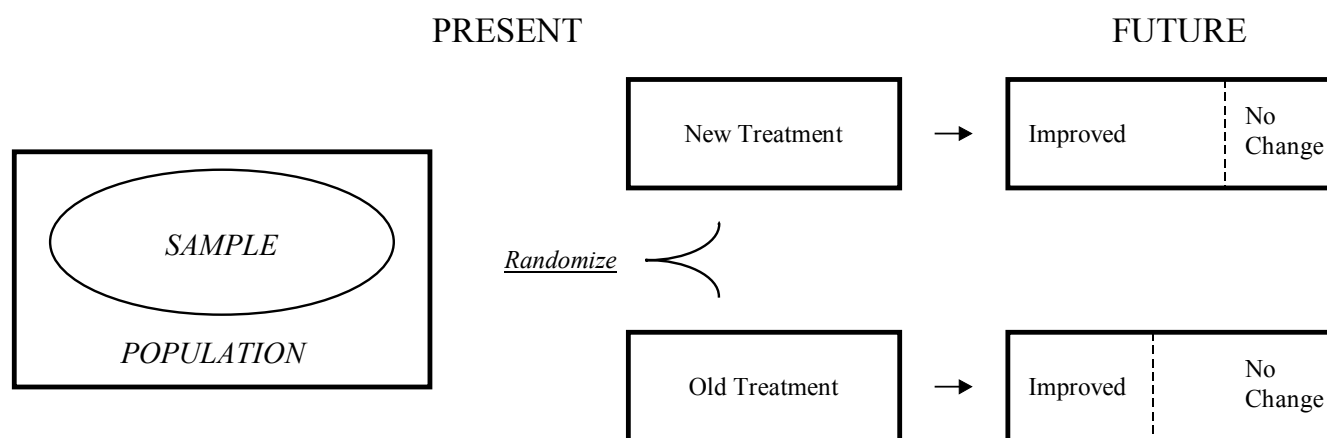 PRESENT
FUTURE
New Treatment
Improved
No
Change
SAMPLE
Randomize
POPULATION
Old Treatment
Improved
No
Change